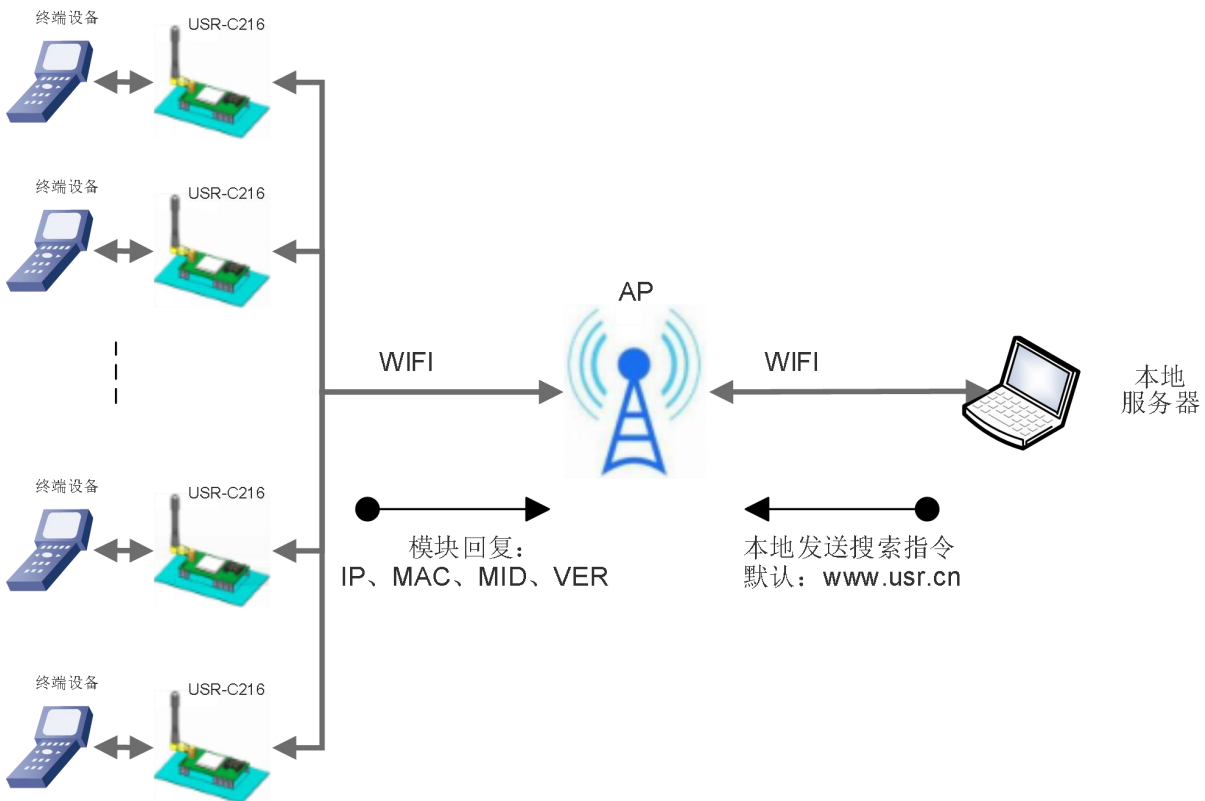 终端设备
USR-C216
终端设备
USR-C216
AP
WIFI
WIFI
本地
服务器
终端设备
USR-C216
模块回复：
IP、MAC、MID、VER
本地发送搜索指令
默认：www.usr.cn
终端设备
USR-C216